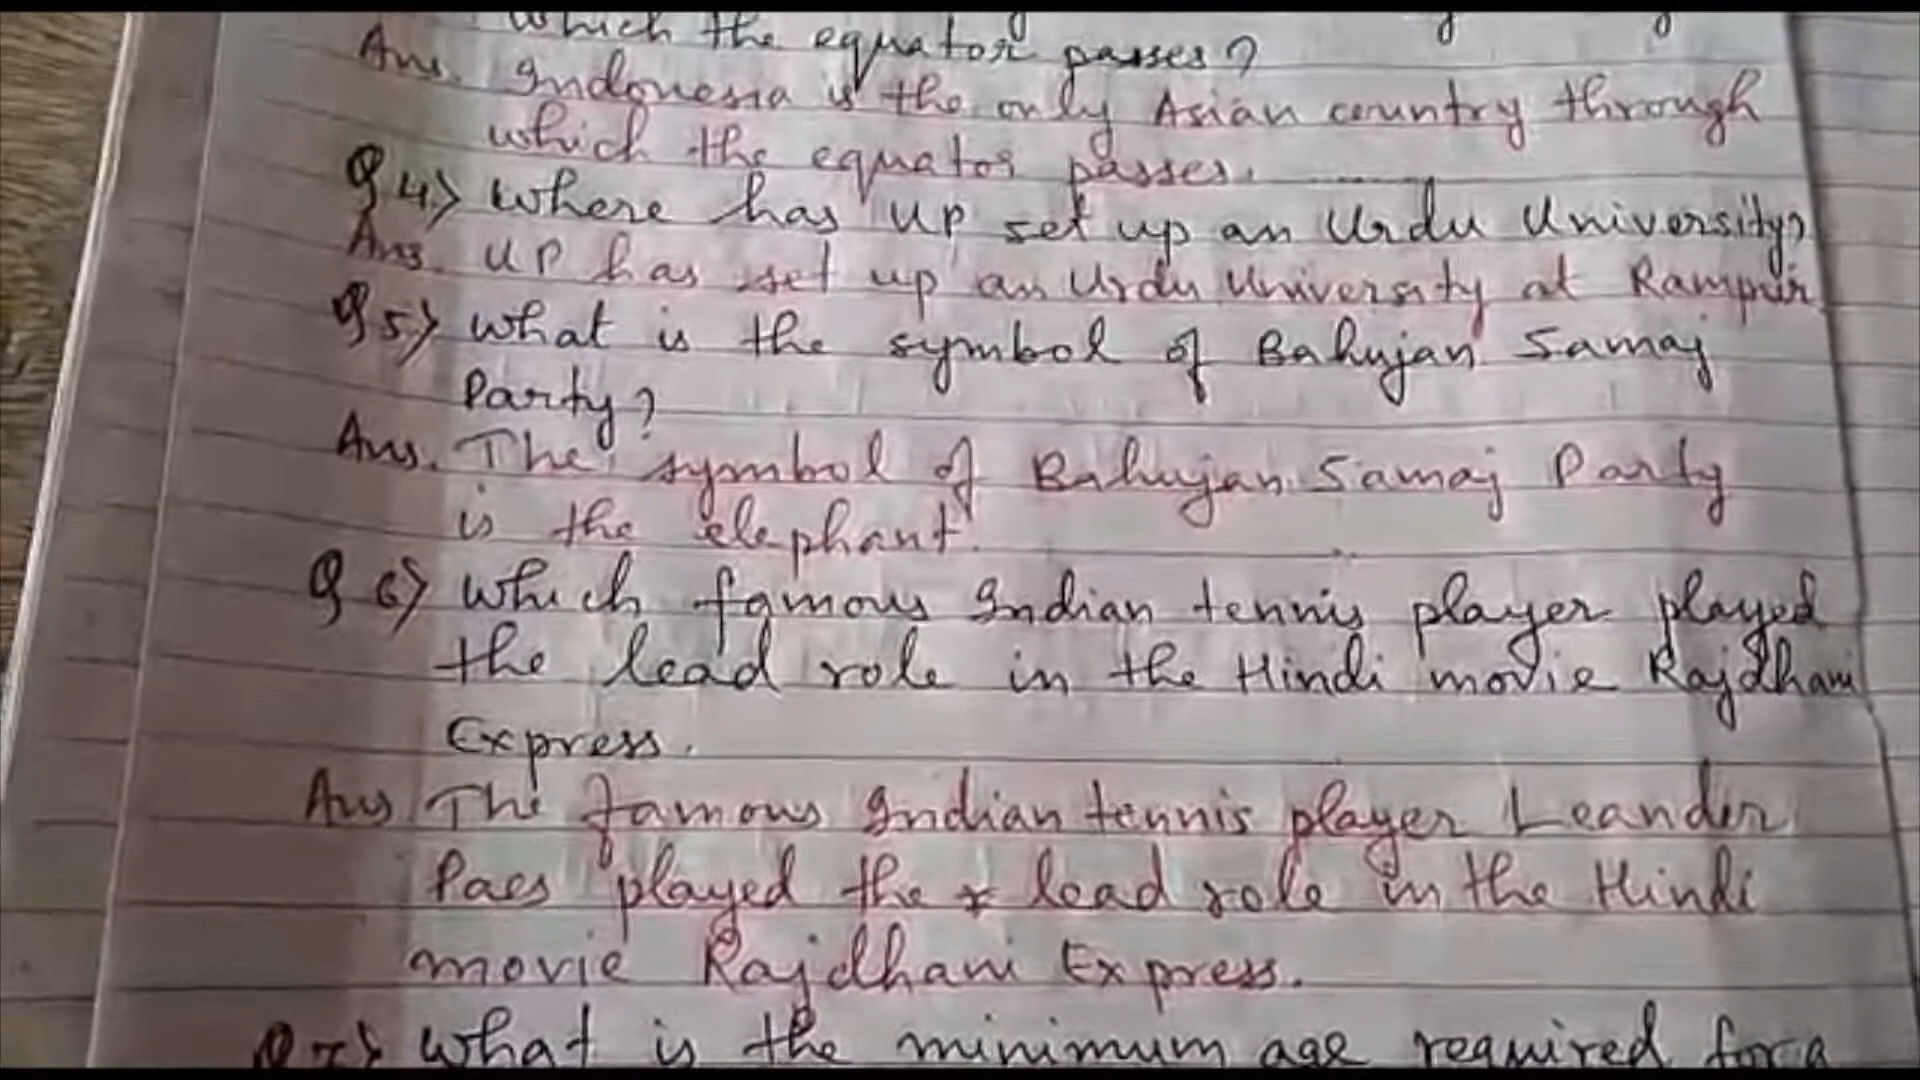 which the equator passes?
Ans. Indonesia is the only Asian country through
which the equator passes.
Q4) Where has UP set up an Urdu University?
Ans. UP has set up an Urdu University at Rampur
Q5) What is the symbol of Bahujan Samaj
Party?
Ans. The symbol of Bahujan Samaj Party
is the elephant.
Q6) Which famous Indian tennis player played
the lead role in the Hindi movie Rajdhani
Express.
Ans The famous Indian tennis player Leander
Paes played the lead role in the Hindi
movie Rajdhani Express.
Q7) What is the minimum age required for a